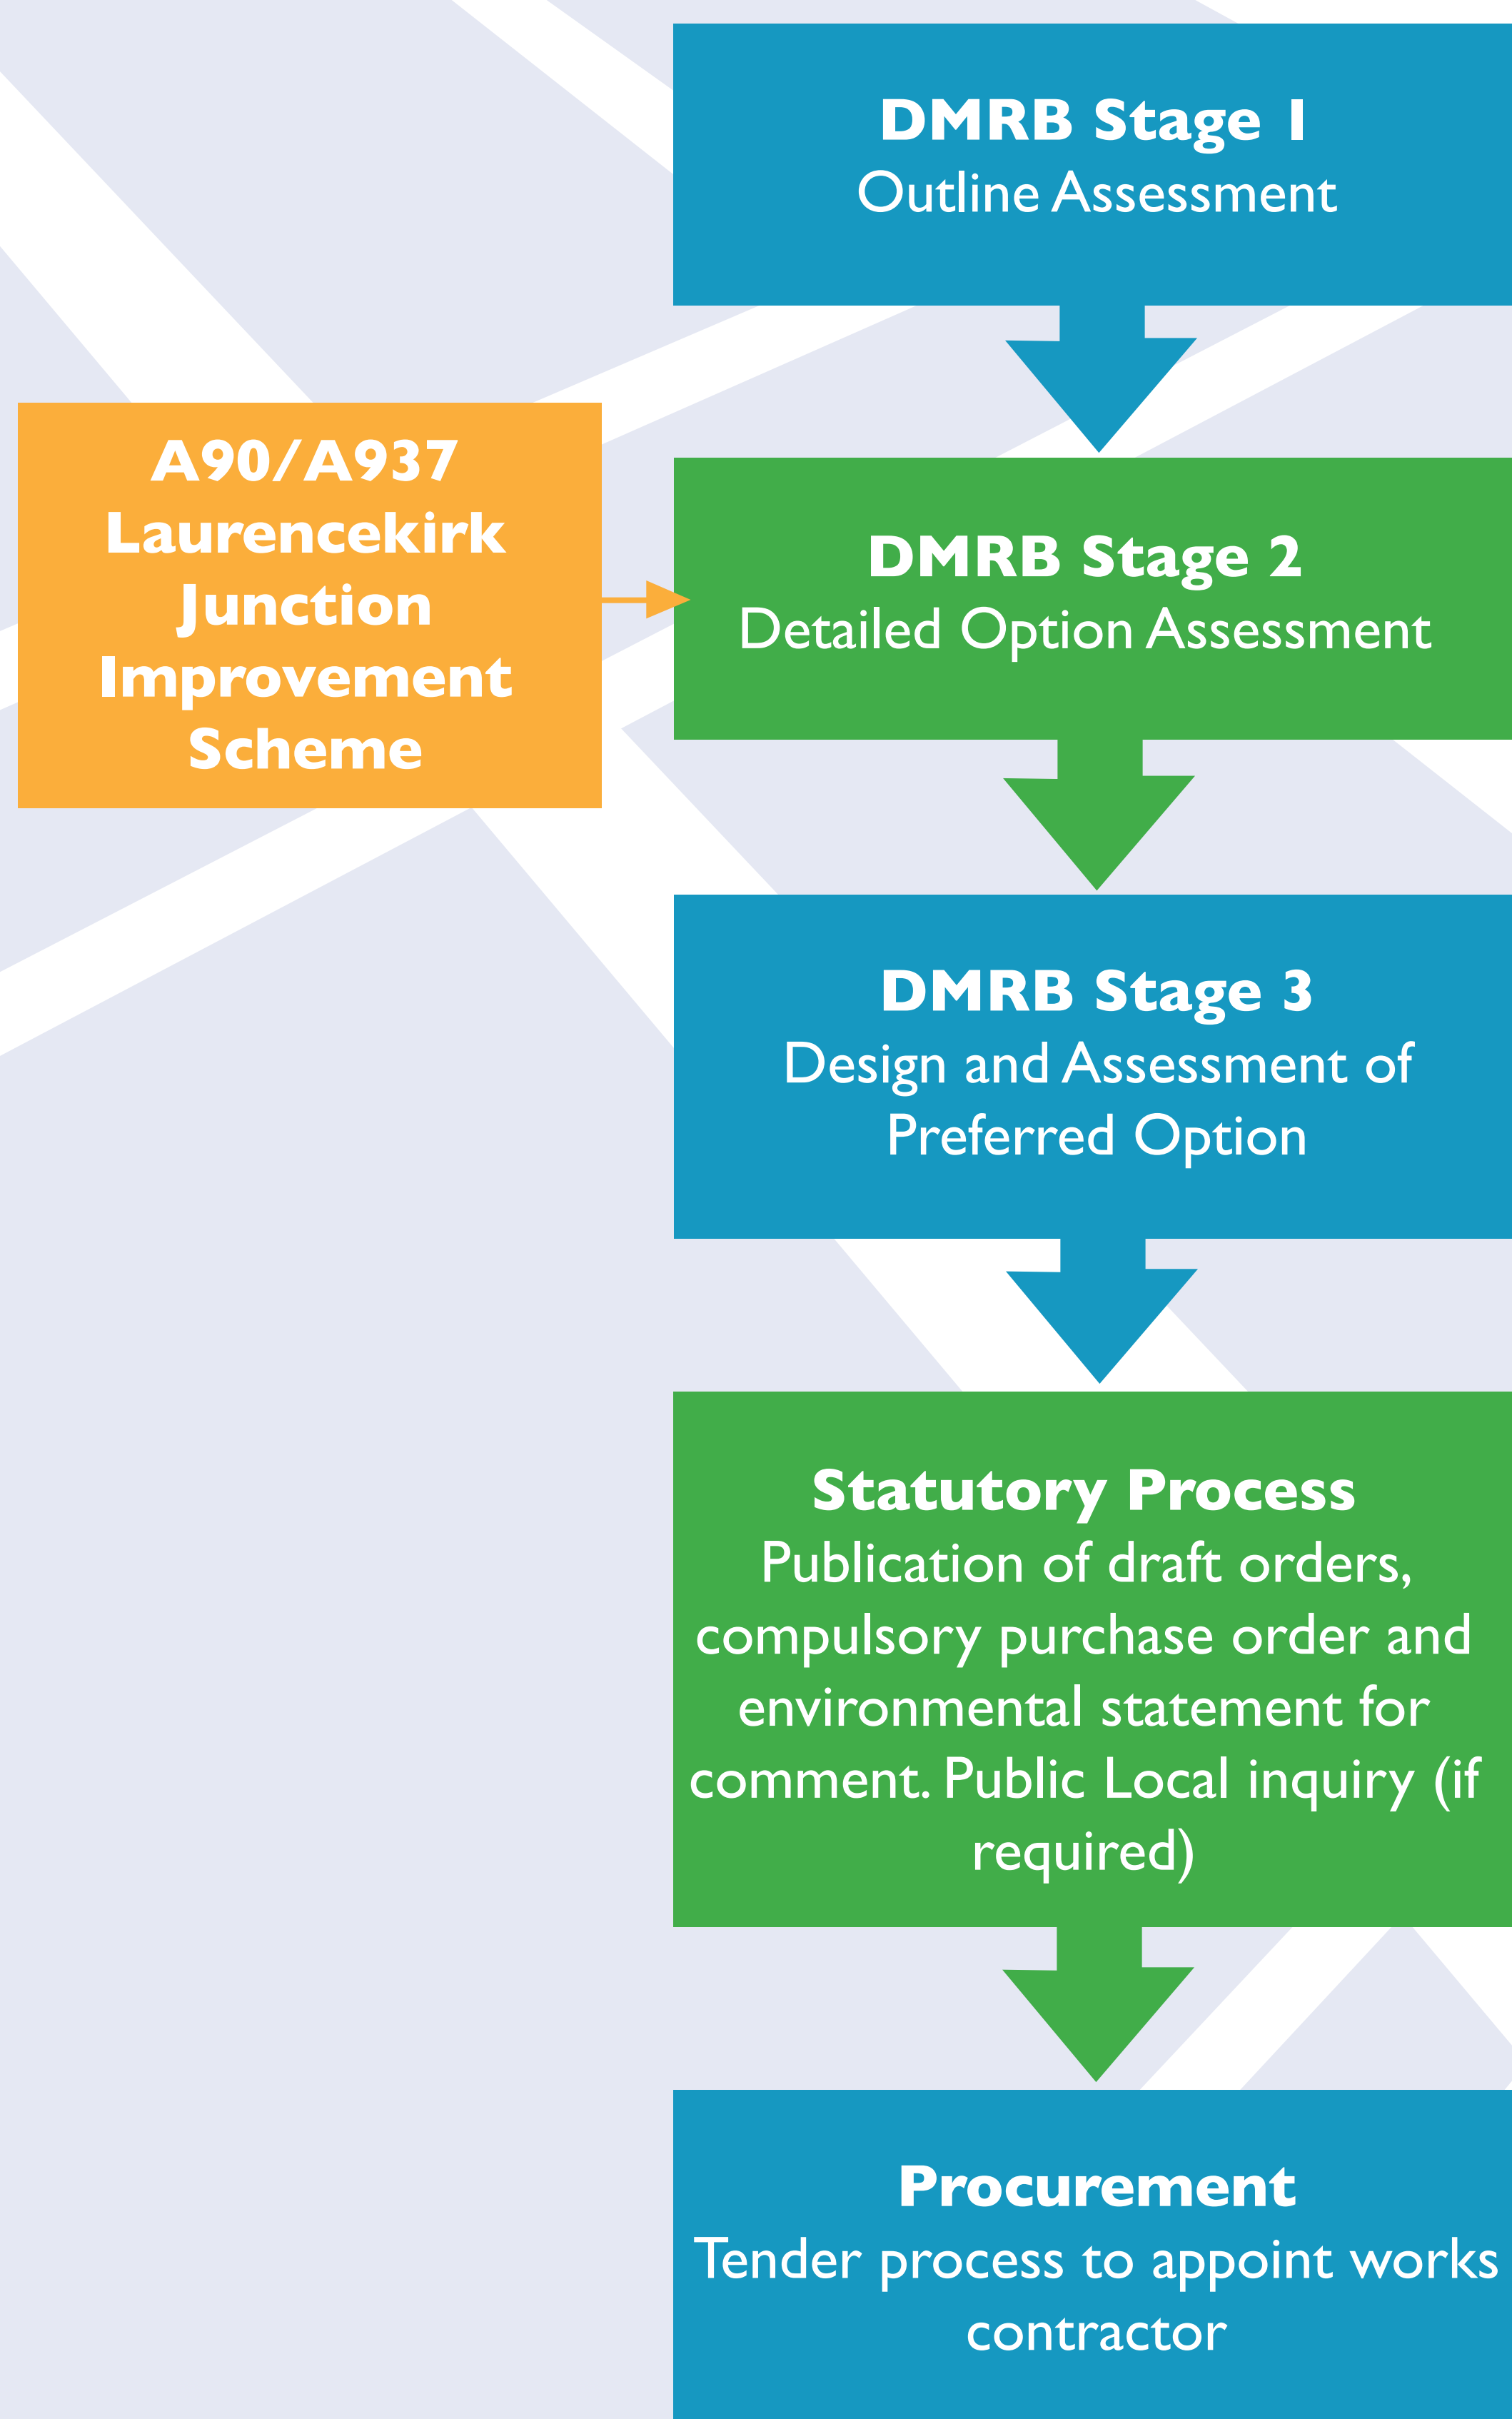 DMRB Stage 1
Outline Assessment
A90/A937
Laurencekirk
Junction
Improvement
Scheme
DMRB Stage 2
Detailed Option Assessment
DMRB Stage 3
Design and Assessment of
Preferred Option
Statutory Process
Publication of draft orders,
compulsory purchase order and
environmental statement for
comment. Public Local inquiry (if
required)
Procurement
Tender process to appoint works
contractor